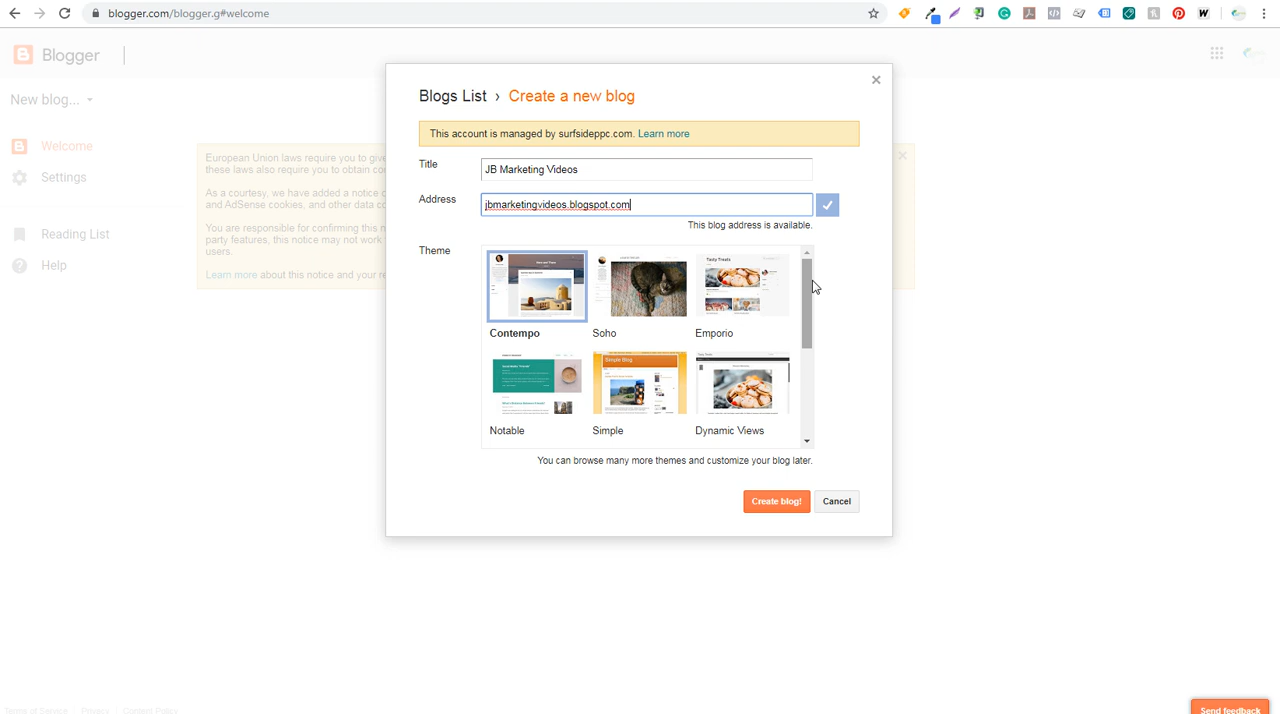 blogger.com/blogger.g#welcome
Blogger
New blog...
Welcome
Settings
Reading List
Help
European Union laws require you to give
these laws also require you to obtain co
As a courtesy, we have added a notice o
and AdSense cookies, and other data co
You are responsible for confirming this n
party features, this notice may not work
users.
Learn more about this notice and your re
Blogs List › Create a new blog
This account is managed by surfsideppc.com. Learn more
Title
JB Marketing Videos
Address
jbmarketingvideos.blogspot.com
This blog address is available.
Theme
Contempo
Soho
Emporio
Notable
Simple
Dynamic Views
You can browse many more themes and customize your blog later.
Create blog!
Cancel
Terms of Service
Privacy
Content Policy
Send feedback